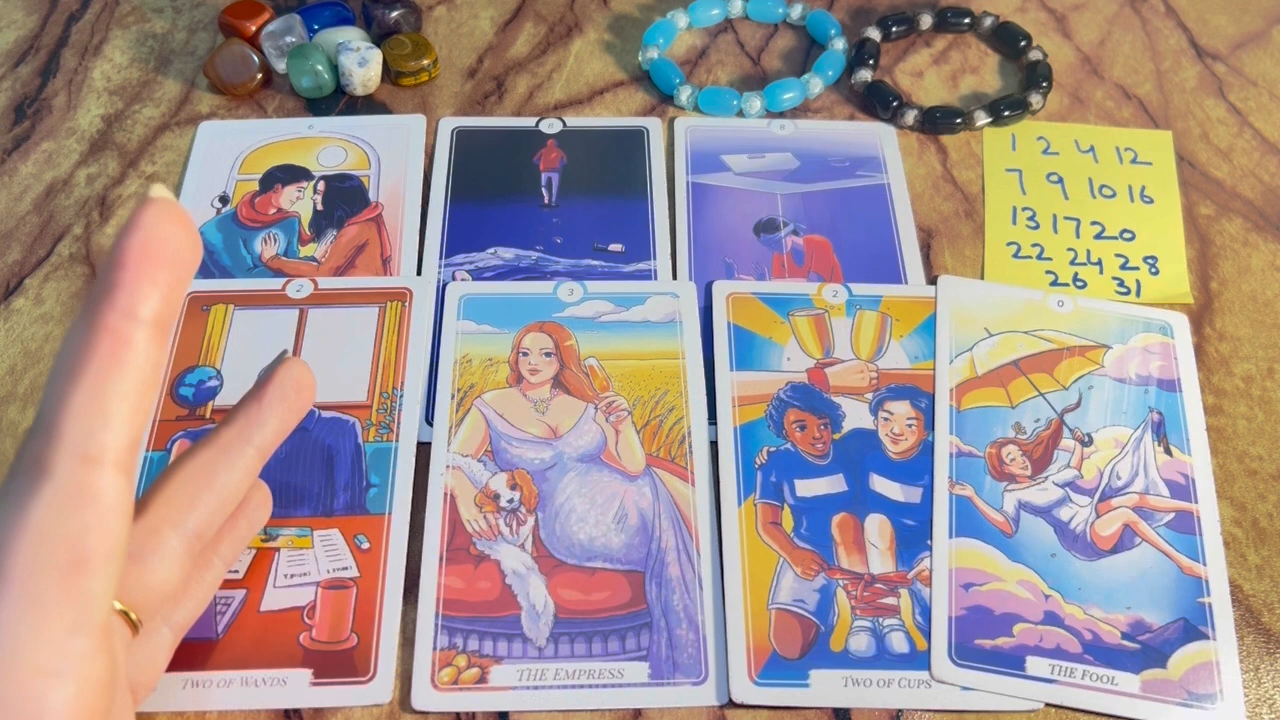 6
8
8
1 2 4 12
7 9 10 16
13 17 20
22 24 28
26 31
2
3
2
0
TWO OF WANDS
THE EMPRESS
TWO OF CUPS
THE FOOL